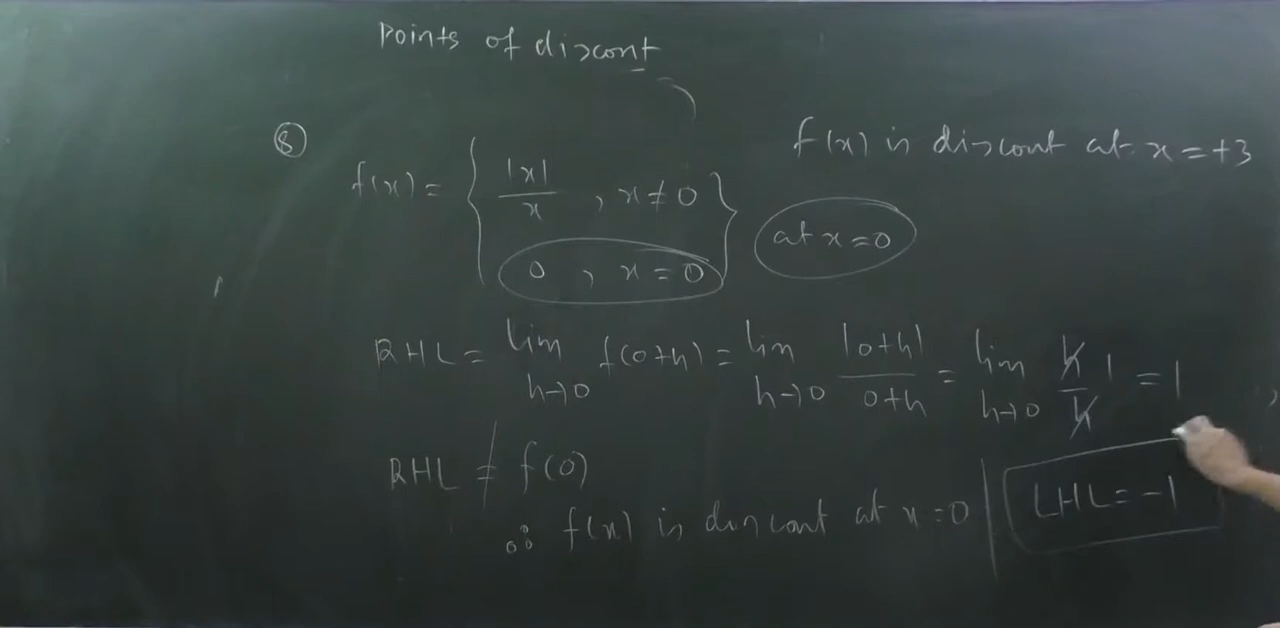 Points of discont
⑧
f(x) is discont at x = +3
f(x) = { |x|/x , x ≠ 0
0 , x = 0 } at x = 0
RHL = lim h→0 f(0+h) = lim h→0 |0+h|/0+h = lim h→0 h/h 1 = 1
RHL ≠ f(0)
∴ f(x) is discont at x = 0 | LHL = -1